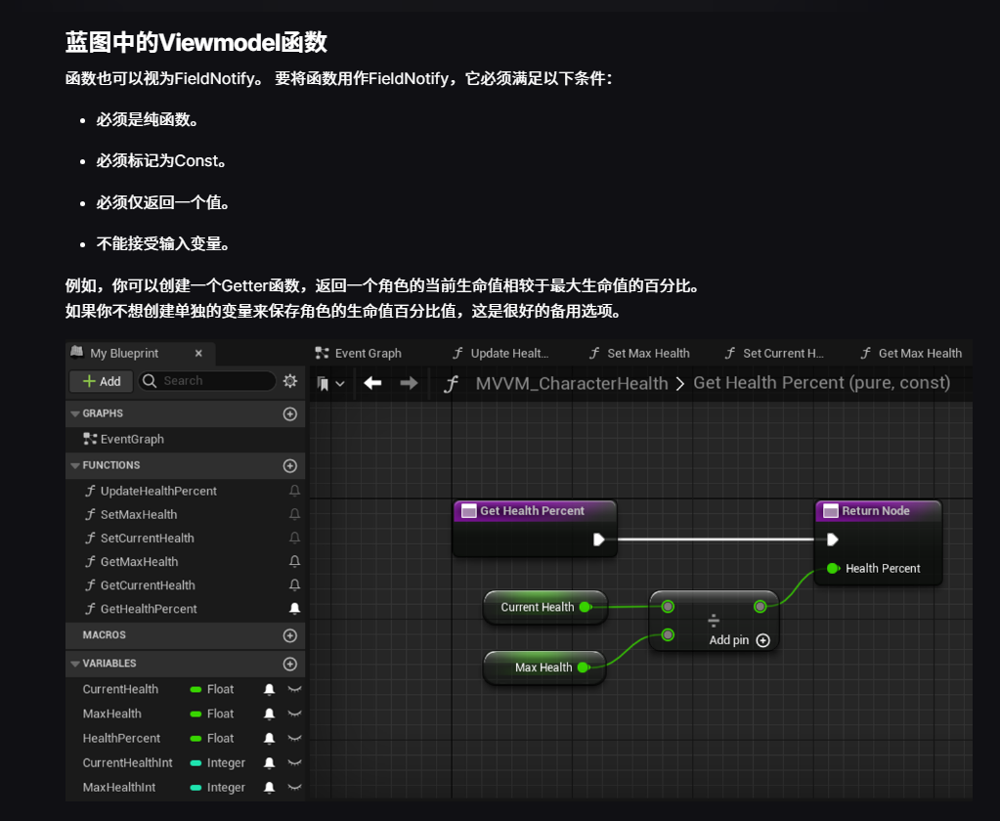 蓝图中的Viewmodel函数
函数也可以视为FieldNotify。 要将函数用作FieldNotify，它必须满足以下条件：
必须是纯函数。
必须标记为Const。
必须仅返回一个值。
不能接受输入变量。
例如，你可以创建一个Getter函数，返回一个角色的当前生命值相较于最大生命值的百分比。
如果你不想创建单独的变量来保存角色的生命值百分比值，这是很好的备用选项。
My Blueprint
Event Graph
Update Healt...
Set Max Health
Set Current H...
Get Max Health
Add
Search
MVVM_CharacterHealth > Get Health Percent (pure, const)
GRAPHS
EventGraph
FUNCTIONS
UpdateHealthPercent
SetMaxHealth
SetCurrentHealth
GetMaxHealth
GetCurrentHealth
GetHealthPercent
MACROS
VARIABLES
CurrentHealth Float
MaxHealth Float
HealthPercent Float
CurrentHealthInt Integer
MaxHealthInt Integer
Get Health Percent
Return Node
Health Percent
Current Health
Max Health
÷
Add pin